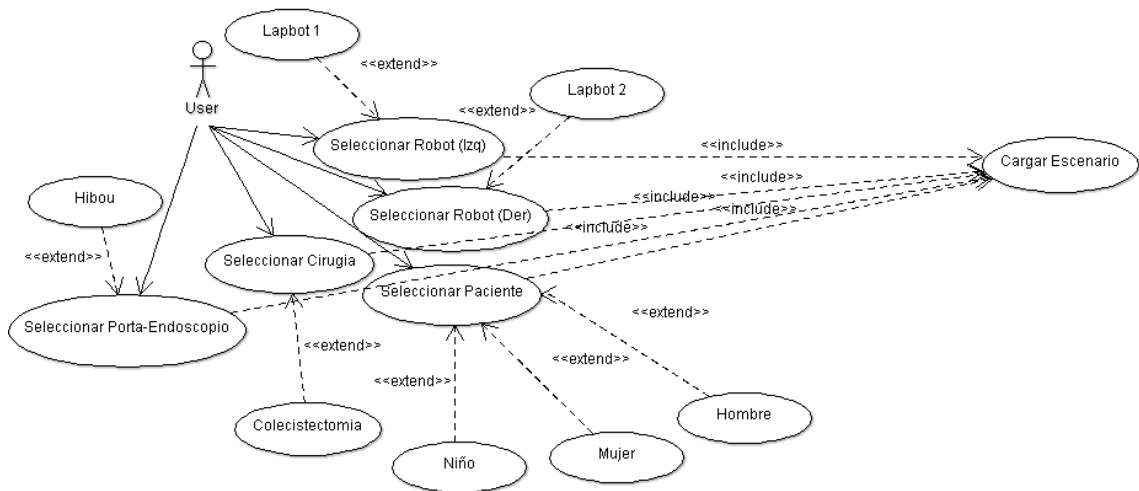 Lapbot 1
<<extend>>
User
Lapbot 2
<<extend>>
Seleccionar Robot (Izq)
<<include>>
Cargar Escenario
Hibou
<<include>>
Seleccionar Robot (Der)
<<include>>
<<include>>
<<extend>>
Seleccionar Cirugia
Seleccionar Paciente
Seleccionar Porta-Endoscopio
<<extend>>
<<extend>>
<<extend>>
<<extend>>
Colecistectomia
Hombre
Niño
Mujer